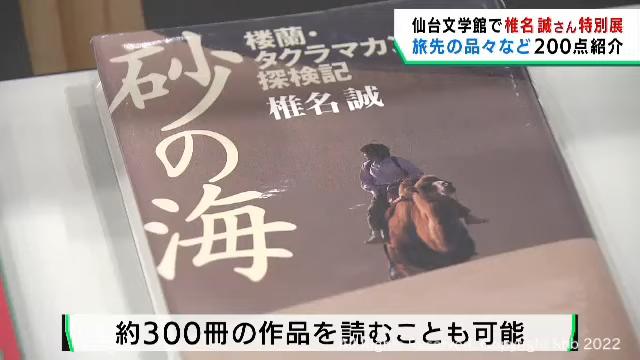 仙台文学館で椎名誠さん特別展
旅先の品々など200点紹介
楼蘭・
タクラマカン
探検記
椎名誠
砂の海
約300冊の作品を読むことも可能